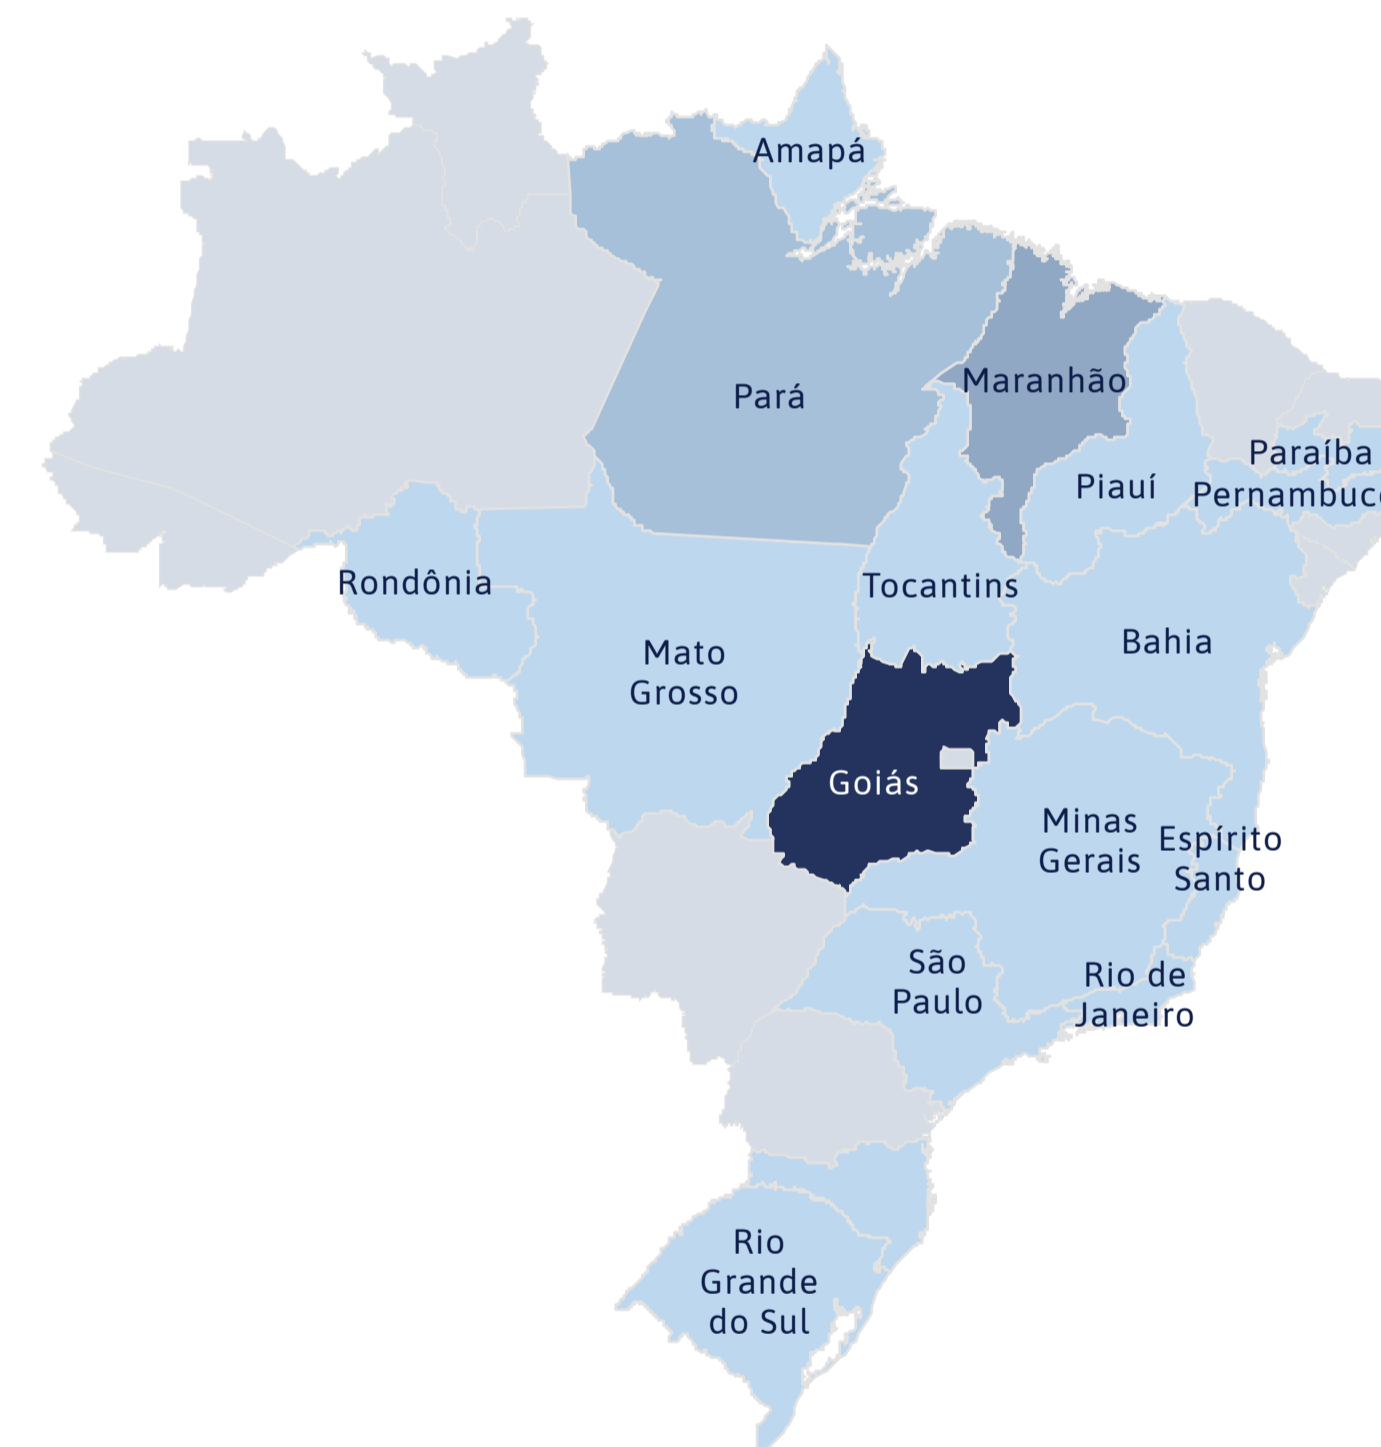 Amapá
Pará
Maranhão
Paraíba
Piauí
Pernambuco
Rondônia
Tocantins
Mato
Grosso
Bahia
Goiás
Minas
Gerais
Espírito
Santo
São
Paulo
Rio de
Janeiro
Rio
Grande
do Sul